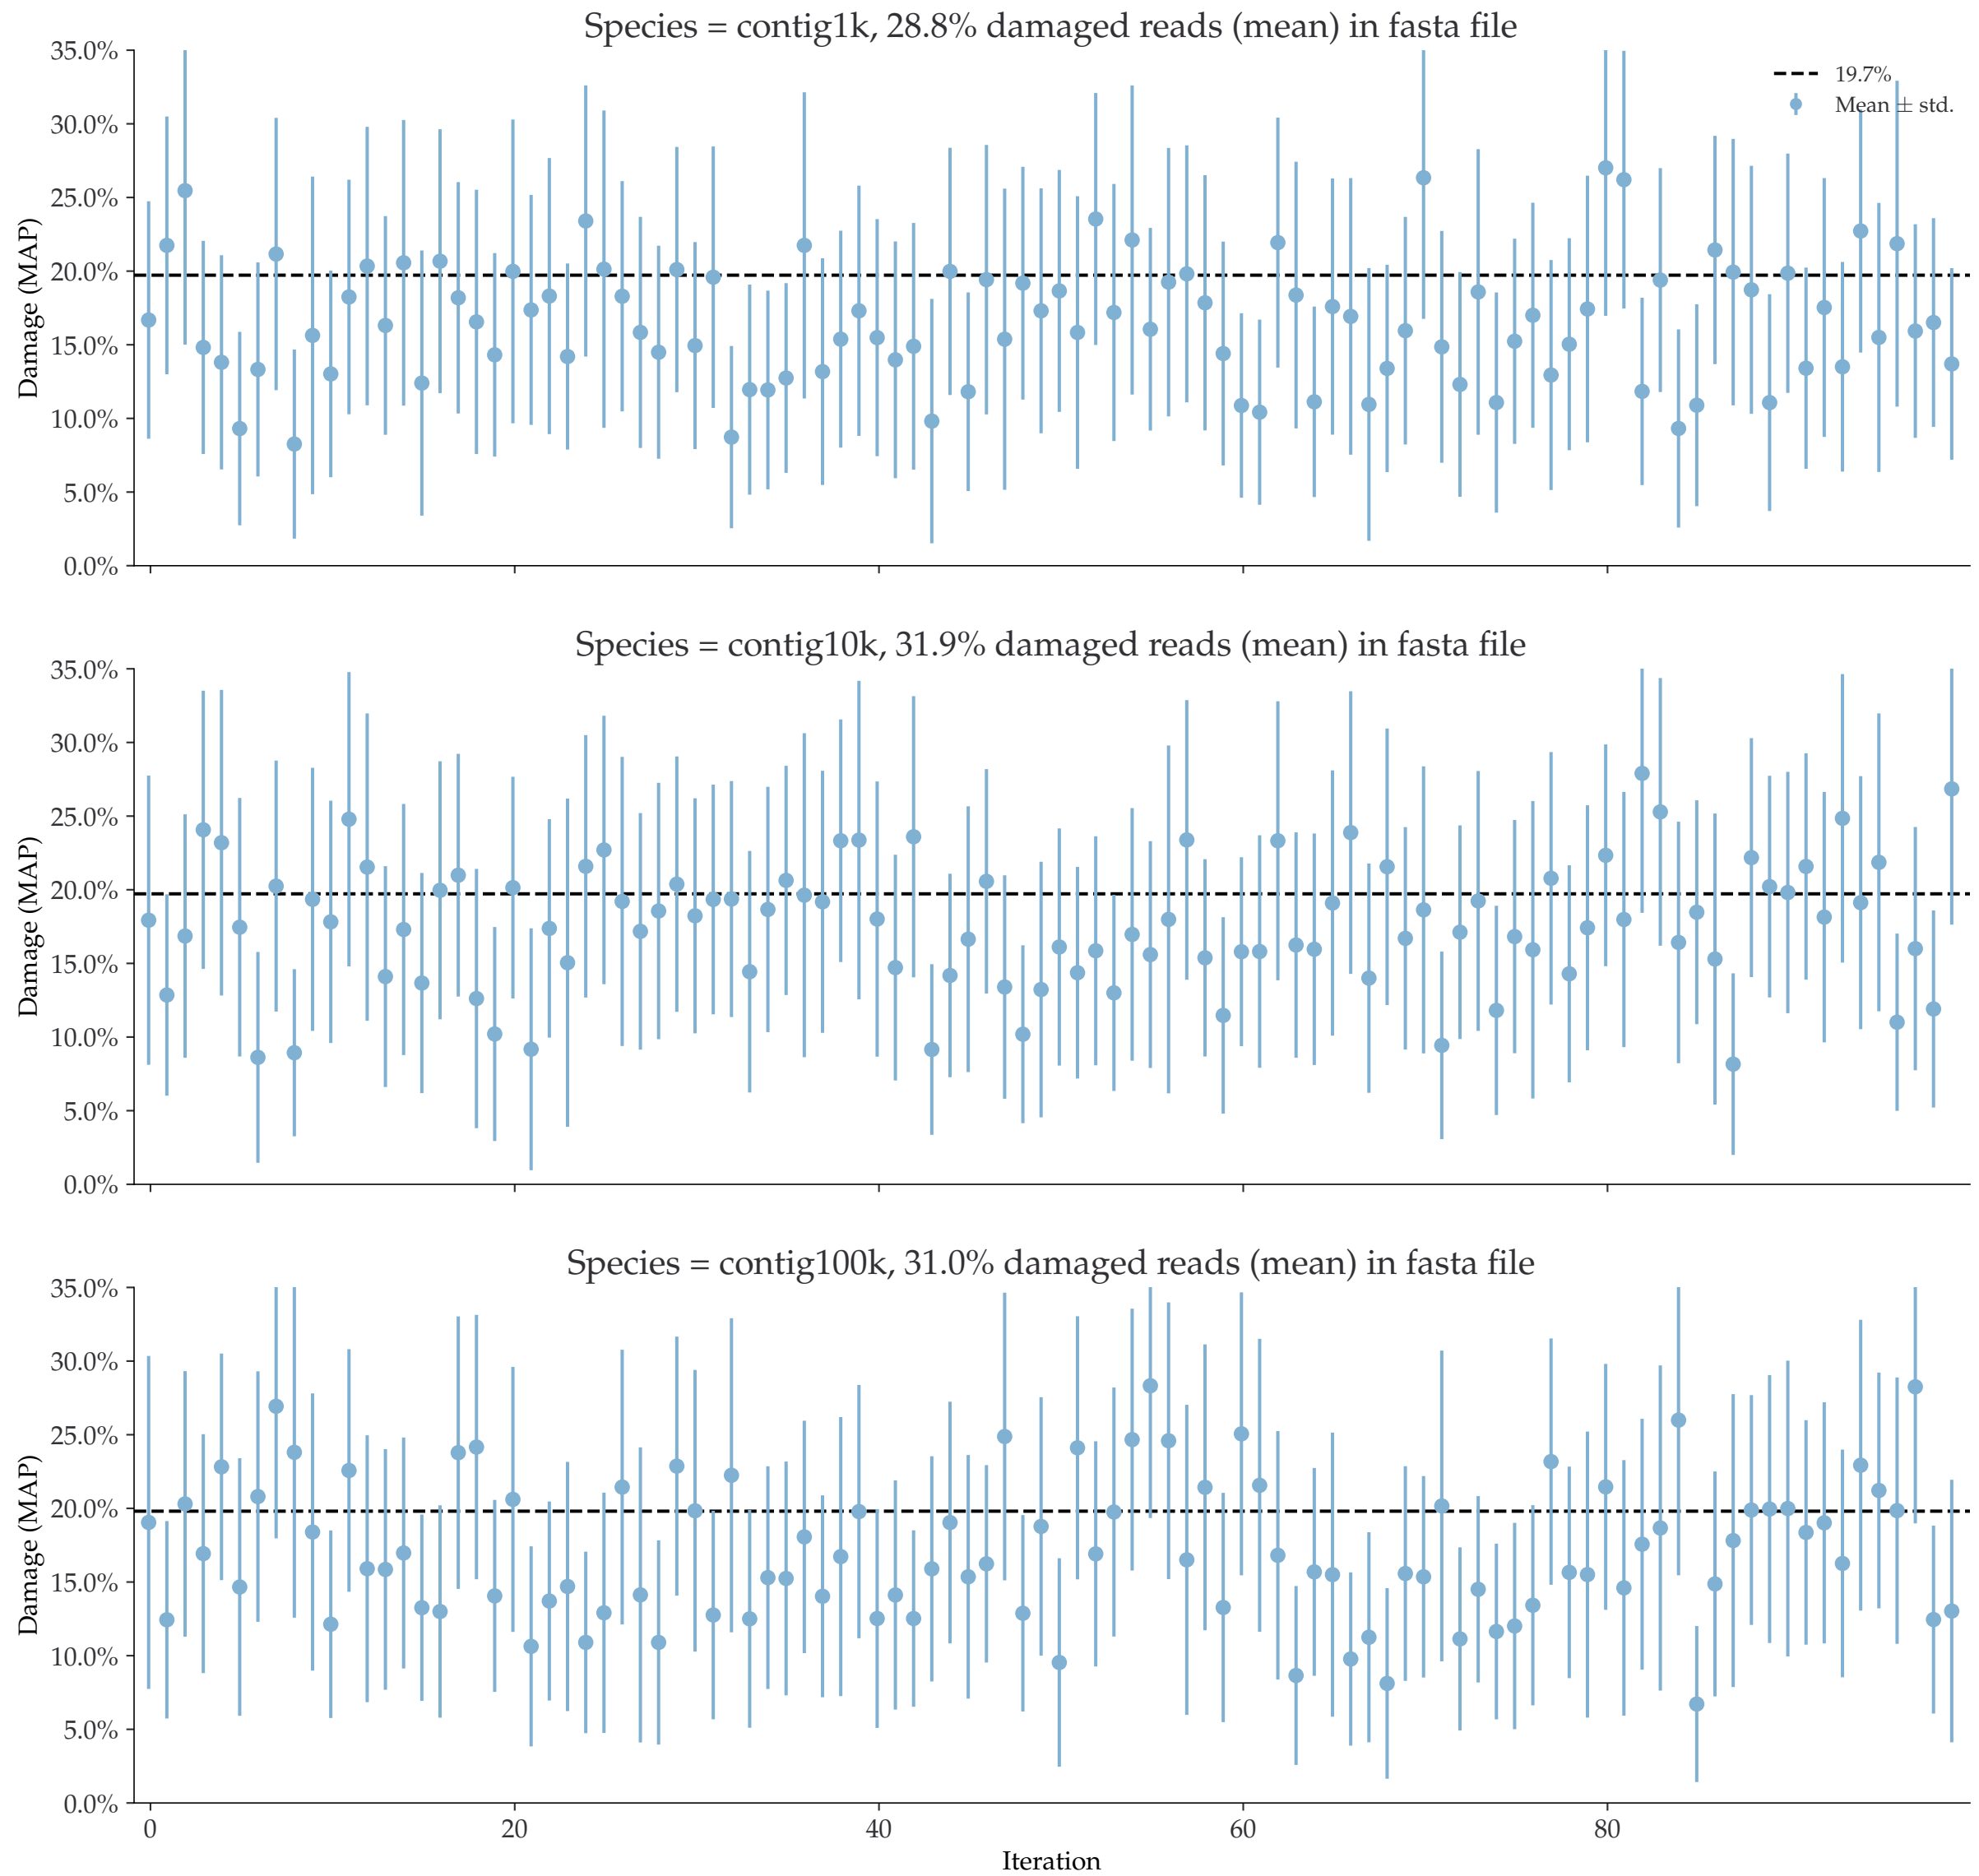 Species = contig1k, 28.8% damaged reads (mean) in fasta file
35.0%
30.0%
25.0%
20.0%
15.0%
10.0%
5.0%
0.0%
Damage (MAP)
19.7%
Mean ± std.
Species = contig10k, 31.9% damaged reads (mean) in fasta file
35.0%
30.0%
25.0%
20.0%
15.0%
10.0%
5.0%
0.0%
Damage (MAP)
Species = contig100k, 31.0% damaged reads (mean) in fasta file
35.0%
30.0%
25.0%
20.0%
15.0%
10.0%
5.0%
0.0%
Damage (MAP)
0 20 40 60 80
Iteration